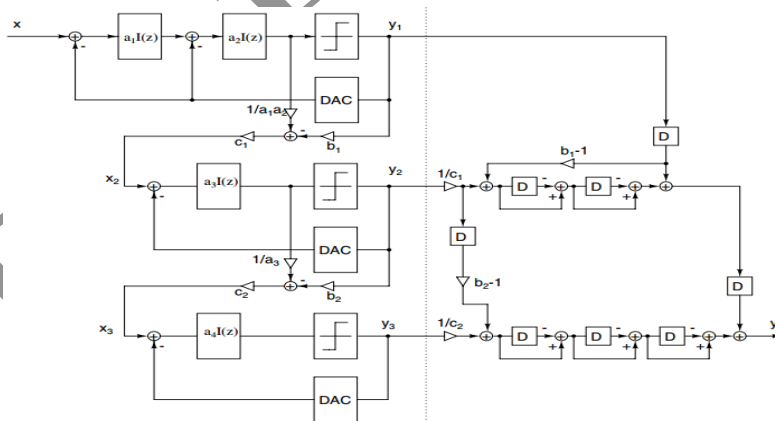 x
y₁
a₁I(z)
a₂I(z)
DAC
1/a₁a₂
c₁
b₁
D
b₁-1
x₂
a₃I(z)
y₂
1/c₁
D
D
DAC
1/a₃
D
b₂-1
D
c₂
b₂
x₃
a₄I(z)
y₃
1/c₂
D
D
D
y
DAC